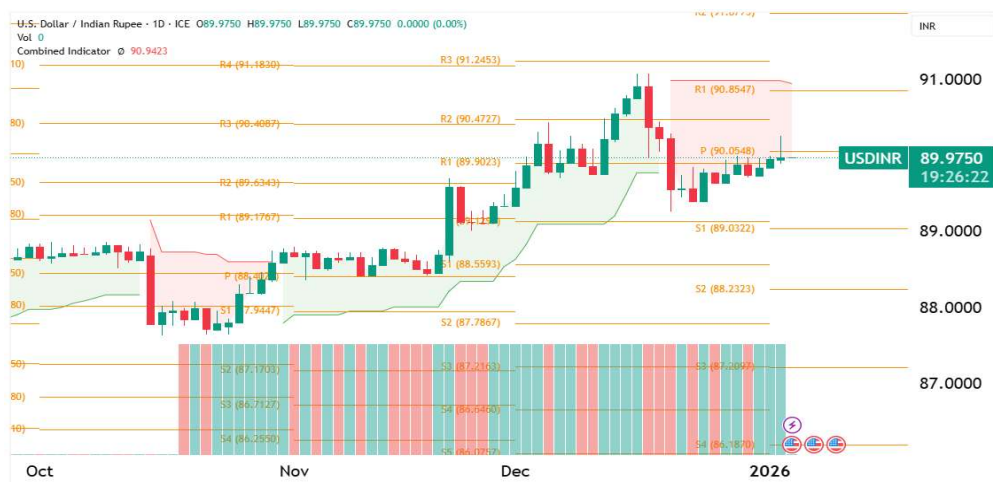 U.S. Dollar / Indian Rupee · 1D · ICE O89.9750 H89.9750 L89.9750 C89.9750 0.0000 (0.00%)
Vol 0
Combined Indicator Ø 90.9423
INR
R3 (91.2453)
R4 (91.1830)
91.0000
R1 (90.8547)
R2 (90.4727)
R3 (90.4087)
P (90.0548)
R1 (89.9023)
USDINR 89.9750
19:26:22
R2 (89.6343)
R1 (89.1767)
S1 (89.0322)
89.0000
S1 (87.9447)
S1 (88.5593)
S2 (88.2323)
88.0000
S2 (87.7867)
S2 (87.1703)
S3 (87.2163)
S3 (87.2097)
87.0000
S3 (86.7127)
S4 (86.6460)
S4 (86.2550)
S4 (86.1870)
Oct Nov Dec 2026